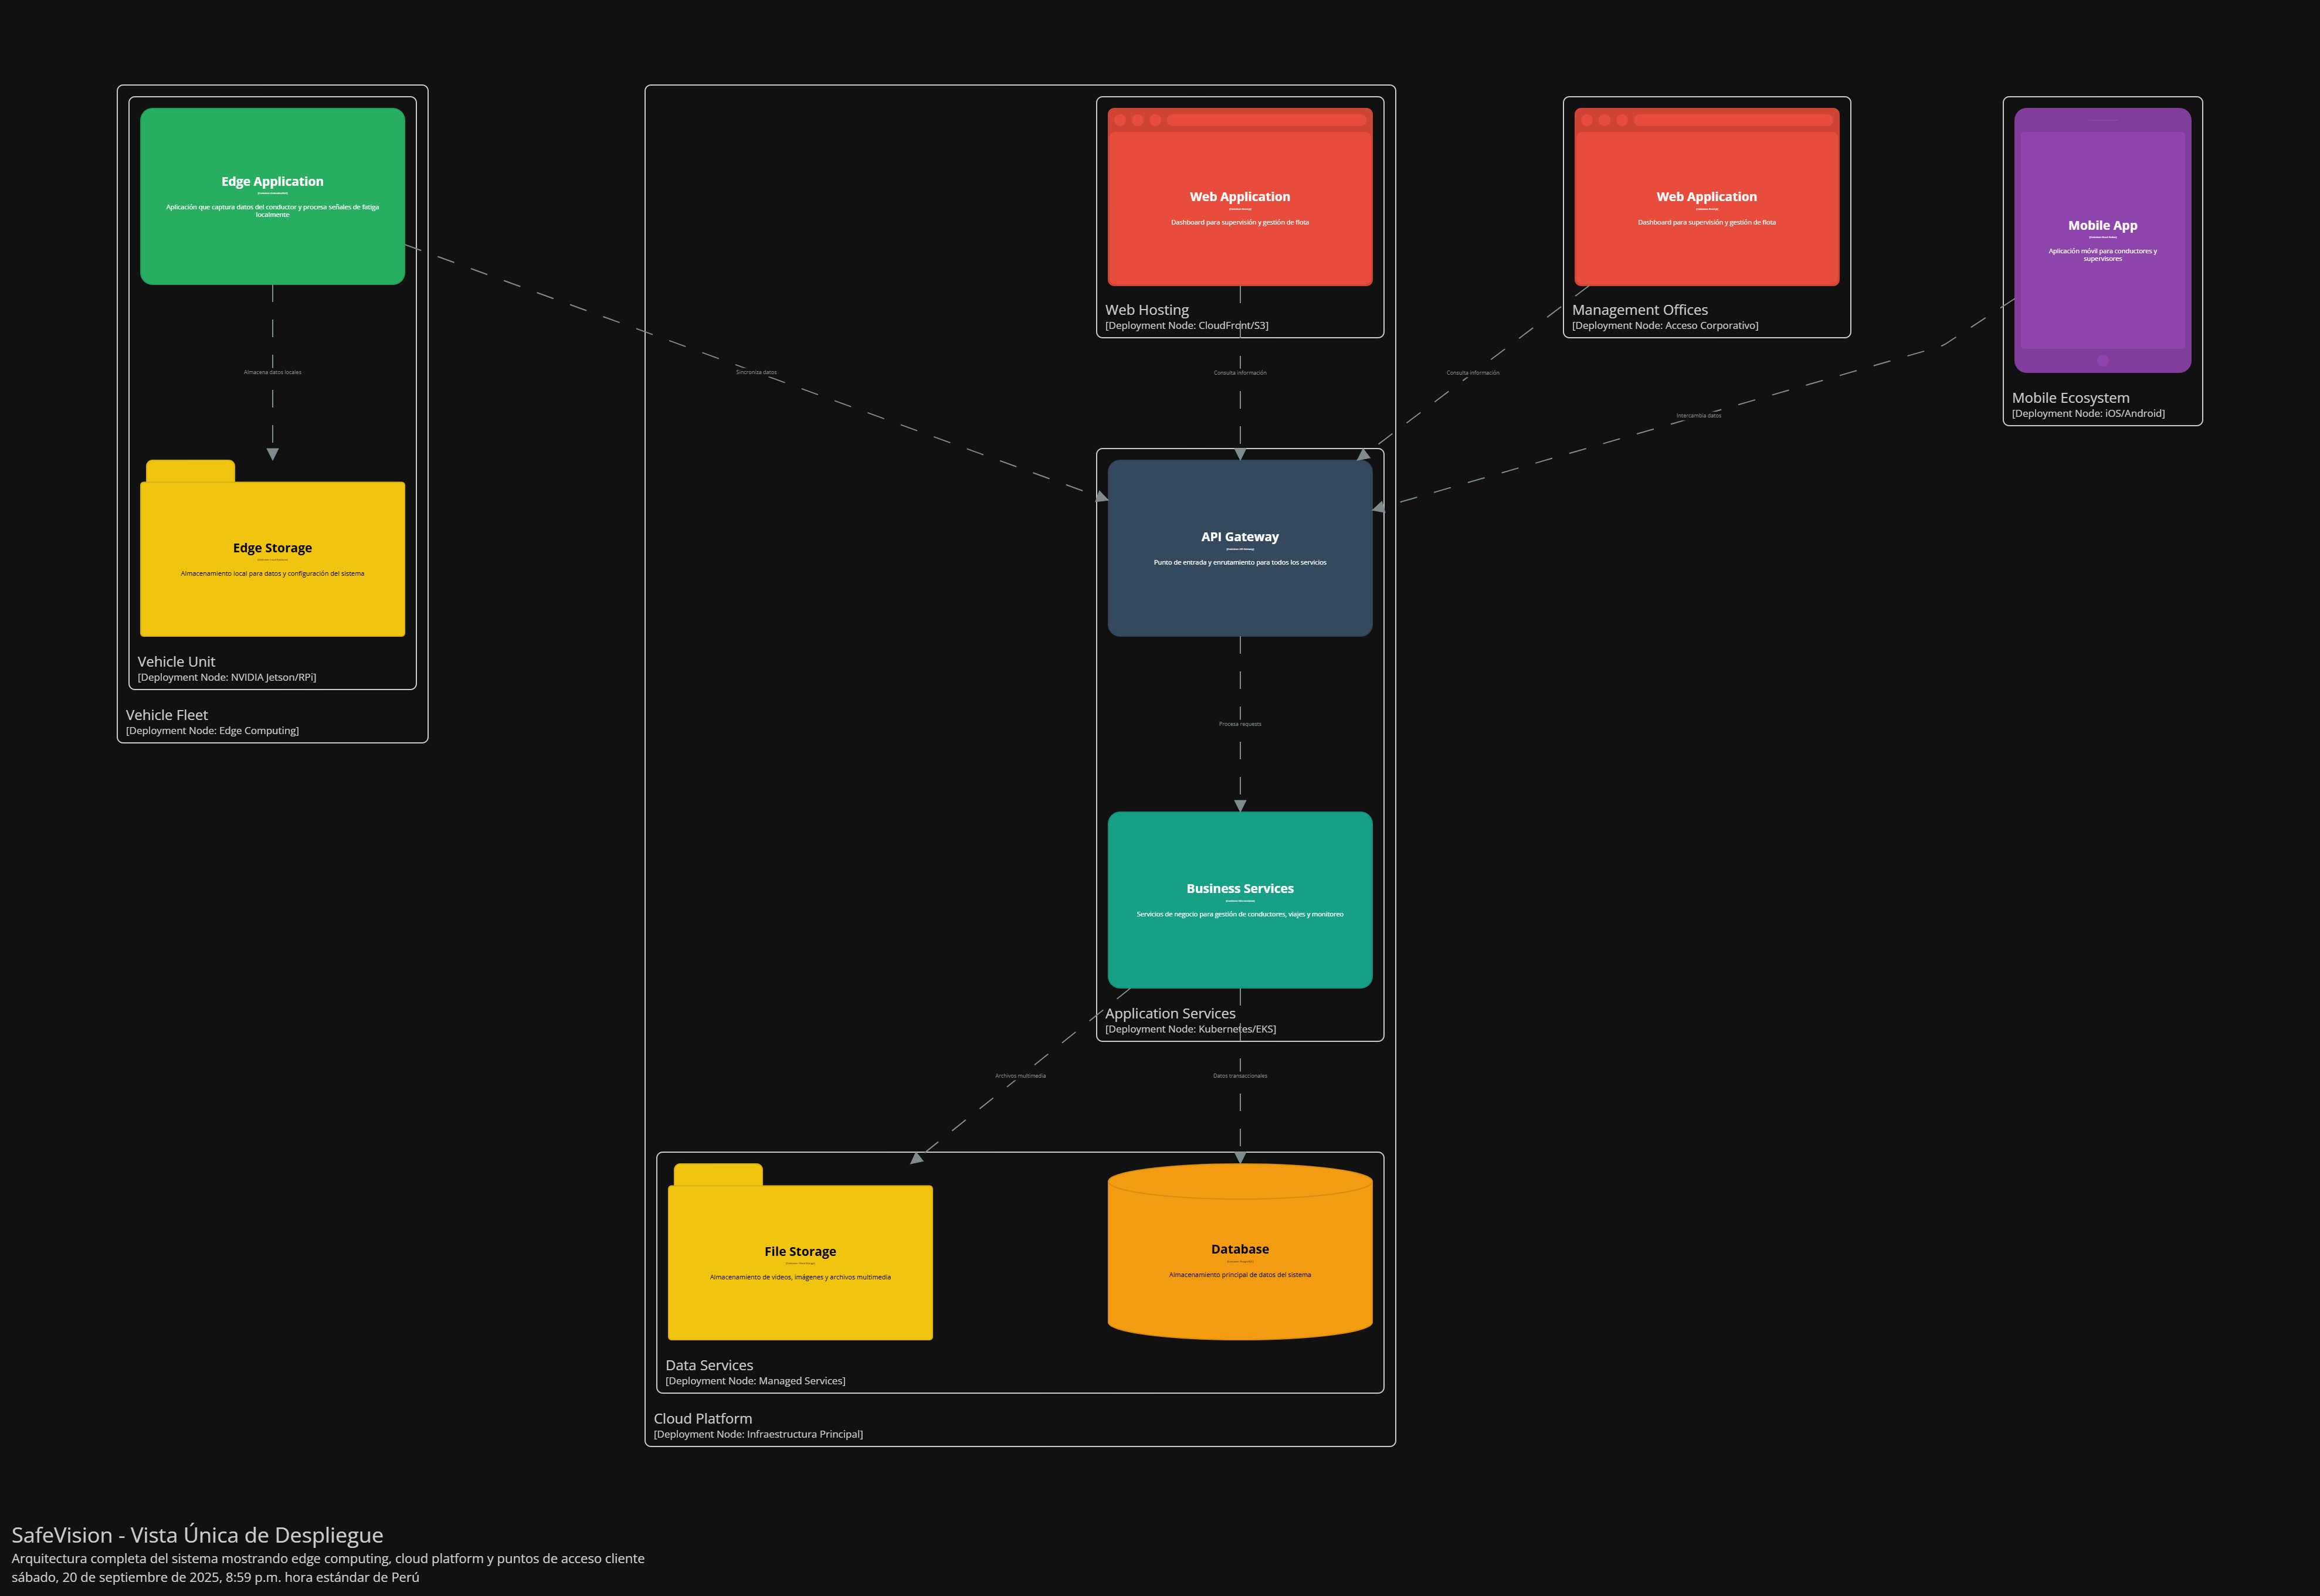 Edge Application
Aplicación que captura datos del conductor y procesa señales de fatiga
localmente
Almacena datos locales
Edge Storage
Almacenamiento local para datos y configuración del sistema
Vehicle Unit
[Deployment Node: NVIDIA Jetson/RPi]
Vehicle Fleet
[Deployment Node: Edge Computing]
Sincroniza datos
Web Application
Dashboard para supervisión y gestión de flota
Web Hosting
[Deployment Node: CloudFront/S3]
Consulta información
Web Application
Dashboard para supervisión y gestión de flota
Management Offices
[Deployment Node: Acceso Corporativo]
Consulta información
Mobile App
Aplicación móvil para conductores y
supervisores
Mobile Ecosystem
[Deployment Node: iOS/Android]
Intercambia datos
API Gateway
Punto de entrada y enrutamiento para todos los servicios
Procesa requests
Business Services
Servicios de negocio para gestión de conductores, viajes y monitoreo
Application Services
[Deployment Node: Kubernetes/EKS]
Archivos multimedia
Datos transaccionales
File Storage
Almacenamiento de videos, imágenes y archivos multimedia
Database
Almacenamiento principal de datos del sistema
Data Services
[Deployment Node: Managed Services]
Cloud Platform
[Deployment Node: Infraestructura Principal]
SafeVision - Vista Única de Despliegue
Arquitectura completa del sistema mostrando edge computing, cloud platform y puntos de acceso cliente
sábado, 20 de septiembre de 2025, 8:59 p.m. hora estándar de Perú